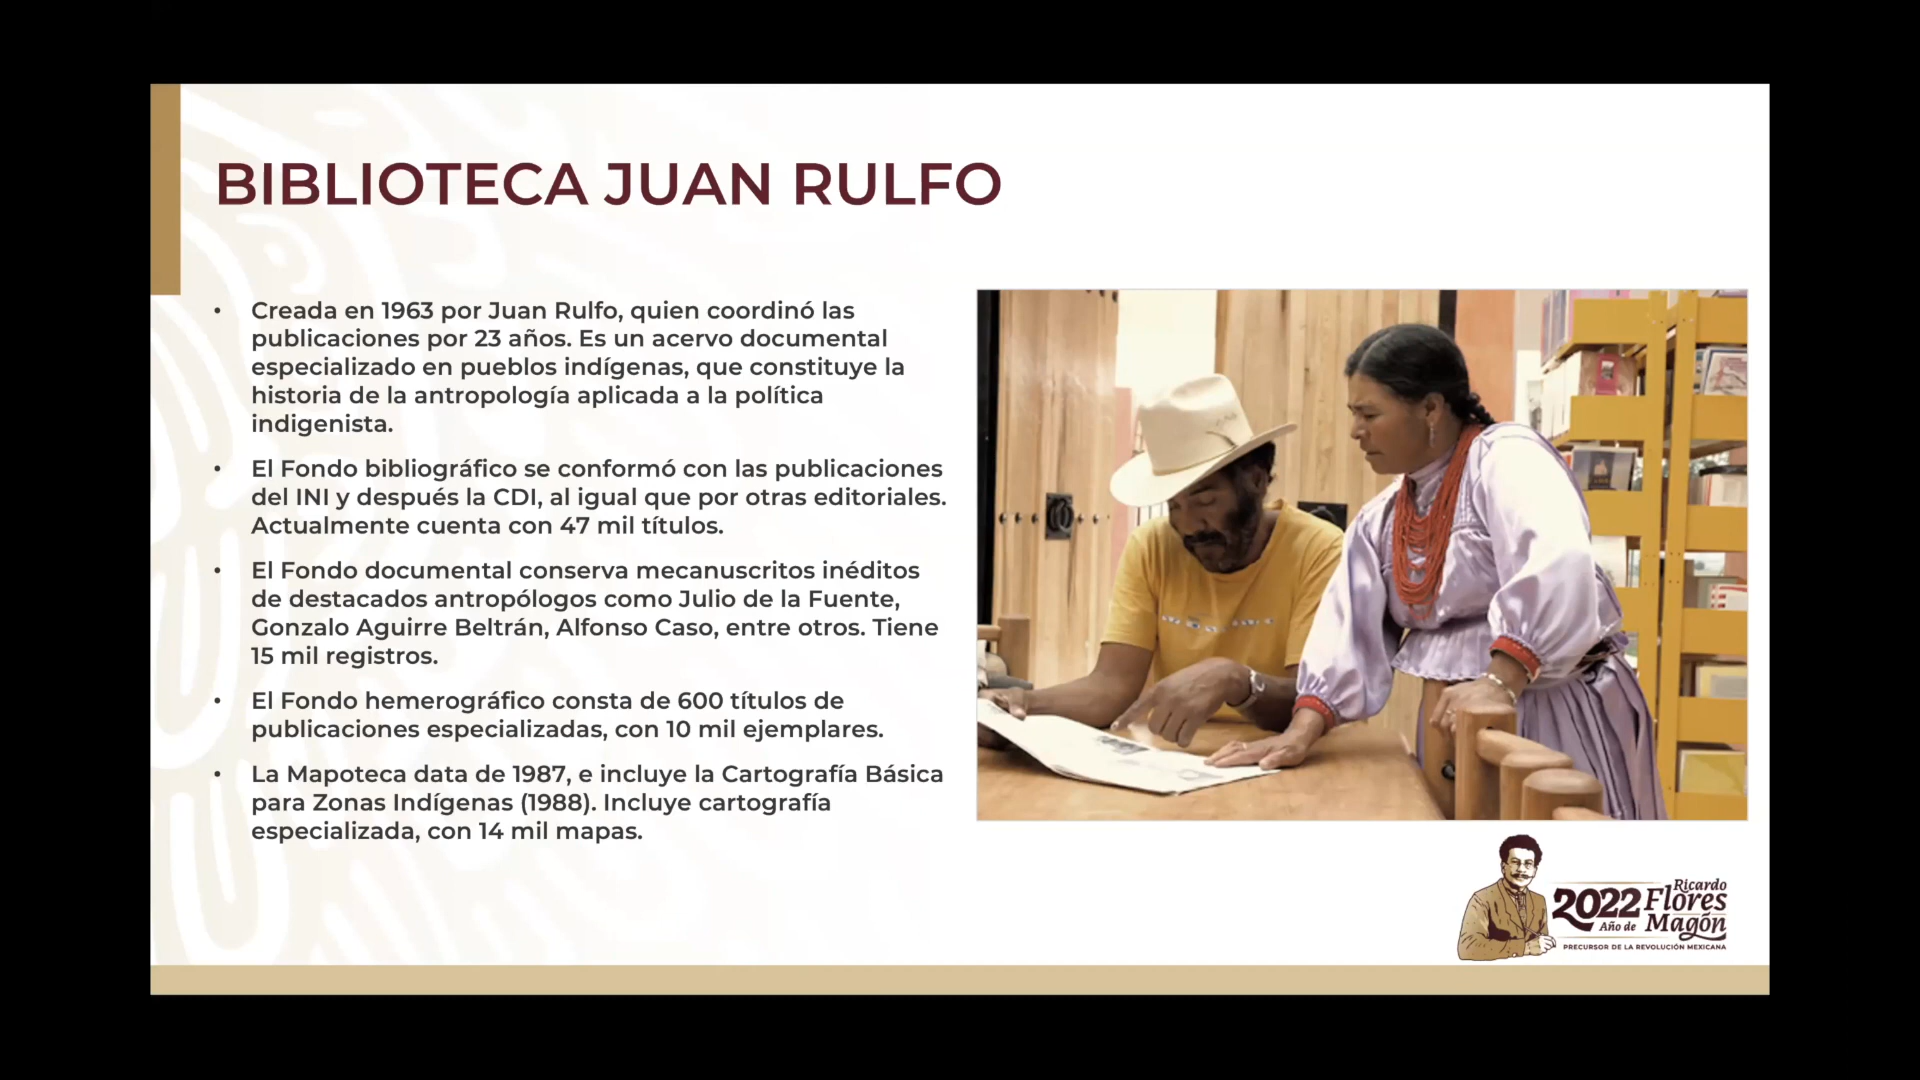 BIBLIOTECA JUAN RULFO
• Creada en 1963 por Juan Rulfo, quien coordinó las
publicaciones por 23 años. Es un acervo documental
especializado en pueblos indígenas, que constituye la
historia de la antropología aplicada a la política
indigenista.
• El Fondo bibliográfico se conformó con las publicaciones
del INI y después la CDI, al igual que por otras editoriales.
Actualmente cuenta con 47 mil títulos.
• El Fondo documental conserva mecanuscritos inéditos
de destacados antropólogos como Julio de la Fuente,
Gonzalo Aguirre Beltrán, Alfonso Caso, entre otros. Tiene
15 mil registros.
• El Fondo hemerográfico consta de 600 títulos de
publicaciones especializadas, con 10 mil ejemplares.
• La Mapoteca data de 1987, e incluye la Cartografía Básica
para Zonas Indígenas (1988). Incluye cartografía
especializada, con 14 mil mapas.
2022
Año de
Ricardo
Flores
Magón
PRECURSOR DE LA REVOLUCIÓN MEXICANA